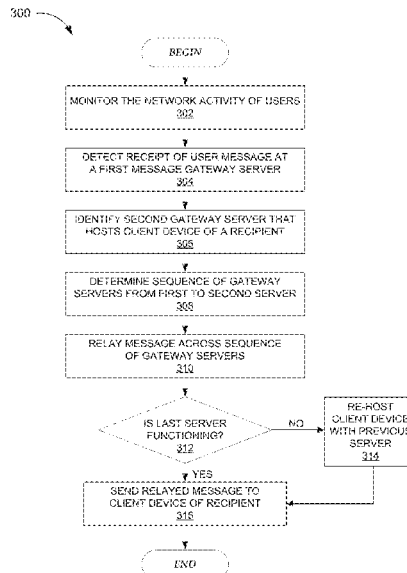 300
BEGIN
MONITOR THE NETWORK ACTIVITY OF USERS
302
DETECT RECEIPT OF USER MESSAGE AT
A FIRST MESSAGE GATEWAY SERVER
304
IDENTIFY SECOND GATEWAY SERVER THAT
HOSTS CLIENT DEVICE OF A RECIPIENT
306
DETERMINE SEQUENCE OF GATEWAY
SERVERS FROM FIRST TO SECOND SERVER
308
RELAY MESSAGE ACROSS SEQUENCE
OF GATEWAY SERVERS
310
IS LAST SERVER
FUNCTIONING?
312
NO
RE-HOST
CLIENT DEVICE
WITH PREVIOUS
SERVER
314
YES
SEND RELAYED MESSAGE TO
CLIENT DEVICE OF RECIPIENT
316
END